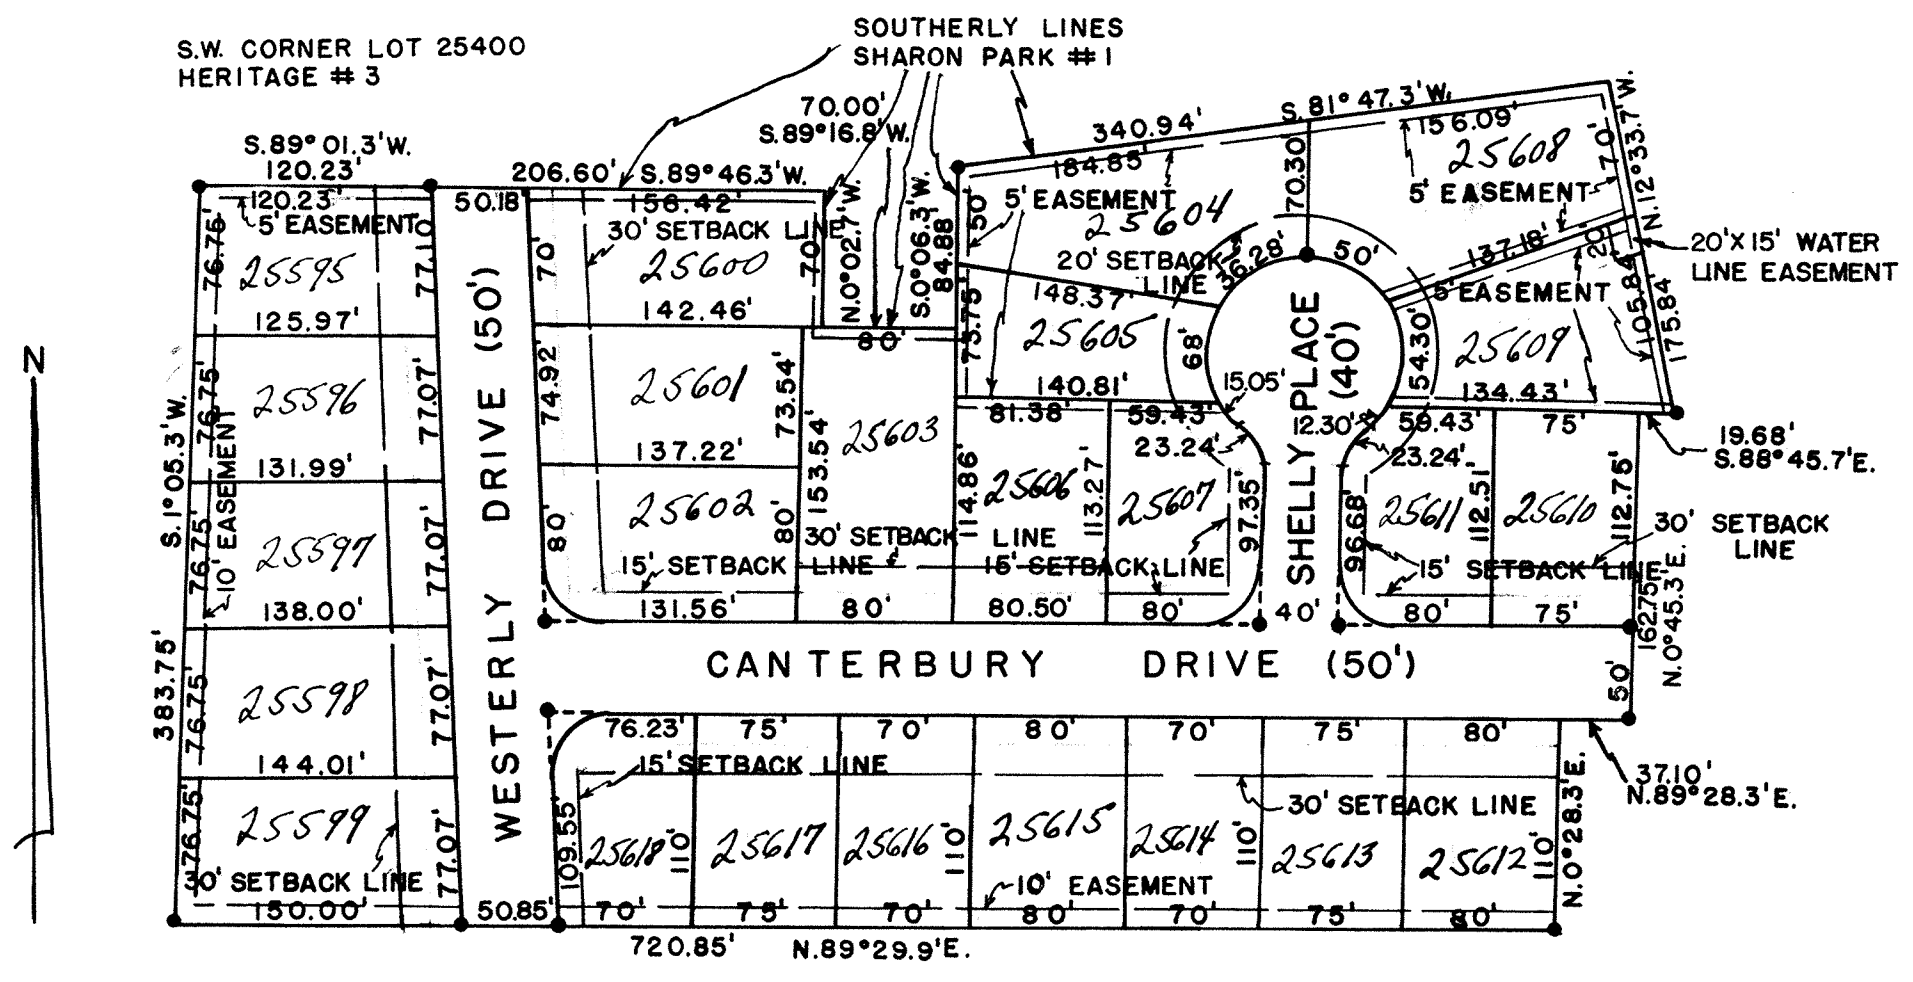 S.W. CORNER LOT 25400
HERITAGE # 3
SOUTHERLY LINES
SHARON PARK # 1
S.89° 01.3' W.
120.23'
120.23'
5' EASEMENT
206.60' S.89°46.3'W.
50.18'
156.42'
30' SETBACK LINE
70.00'
S.89°16.8'W.
N.0°02.7'W.
S.0°06.3'W.
84.88'
340.94'
S.81° 47.3'W.
184.85'
156.09'
5' EASEMENT
50'
70.30'
25604
25608
5' EASEMENT
70'
N.12°33.7'W.
20'X15' WATER
LINE EASEMENT
137.18'
20'
5' EASEMENT
105.84'
175.84'
20' SETBACK
LINE
36.28'
50'
76.75'
25595
77.10
125.97'
70'
25600
70'
142.46'
80'
148.37'
73.75'
25605
68'
140.81'
54.30'
25609
134.43'
SHELLY PLACE
(40')
15.05'
12.30'
N
S.1°05.3'W.
383.75'
76.75'
25596
77.07'
131.99'
10' EASEMENT
74.92'
25601
73.54'
137.22'
153.54'
25603
81.38'
59.43'
23.24'
59.43'
75'
23.24'
19.68'
S.88°45.7'E.
76.75'
25597
77.07'
138.00'
80'
25602
80'
15' SETBACK LINE
131.56'
30' SETBACK LINE
80'
114.86'
25606
113.27'
80.50'
25607
97.35'
15' SETBACK LINE
80'
40'
96.68'
25611
112.51'
25610
112.75'
30' SETBACK
LINE
15' SETBACK LINE
80'
75'
162.75'
N.0°45.3'E.
50'
WESTERLY DRIVE (50')
CANTERBURY DRIVE (50')
76.75'
25598
77.07'
144.01'
76.75'
25599
77.07'
30' SETBACK LINE
150.00'
50.85'
76.23'
75'
70'
80'
70'
75'
80'
15' SETBACK LINE
30' SETBACK LINE
37.10'
N.89°28.3'E.
109.55'
25618
110'
25617
25616
110'
25615
25614
110'
25613
25612
110'
N.0°28.3'E.
10' EASEMENT
70'
75'
70'
80'
70'
75'
80'
720.85'
N.89°29.9'E.